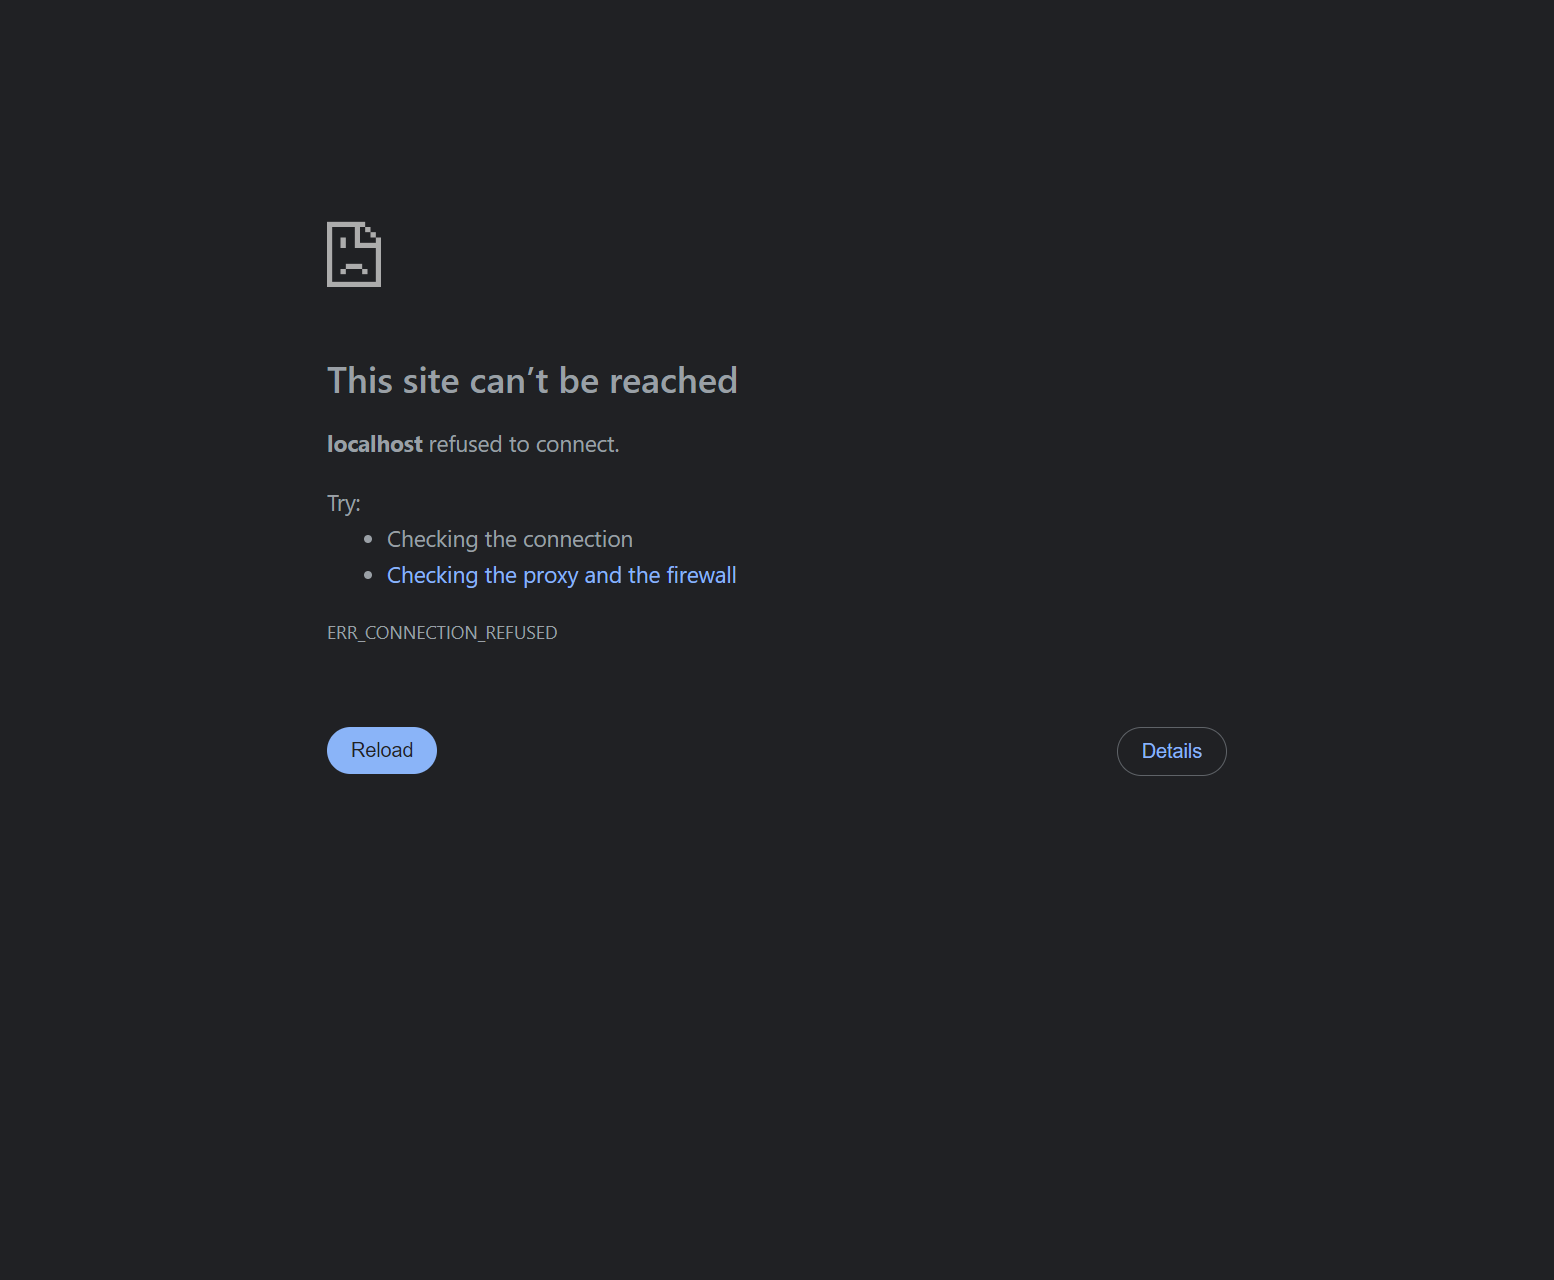 This site can’t be reached
localhost refused to connect.
Try:
Checking the connection
Checking the proxy and the firewall
ERR_CONNECTION_REFUSED
Reload
Details